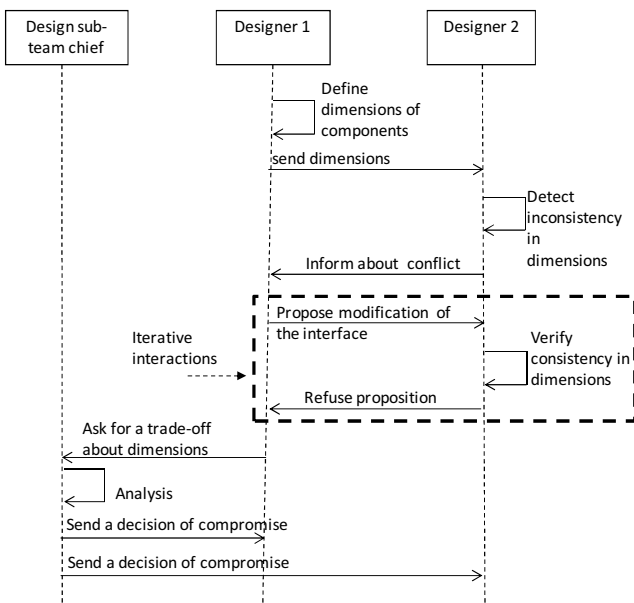 Design sub-
team chief
Designer 1
Designer 2
Define
dimensions of
components
send dimensions
Detect
inconsistency
in
dimensions
Inform about conflict
Propose modification of
the interface
Iterative
interactions
Verify
consistency in
dimensions
Refuse proposition
Ask for a trade-off
about dimensions
Analysis
Send a decision of compromise
Send a decision of compromise